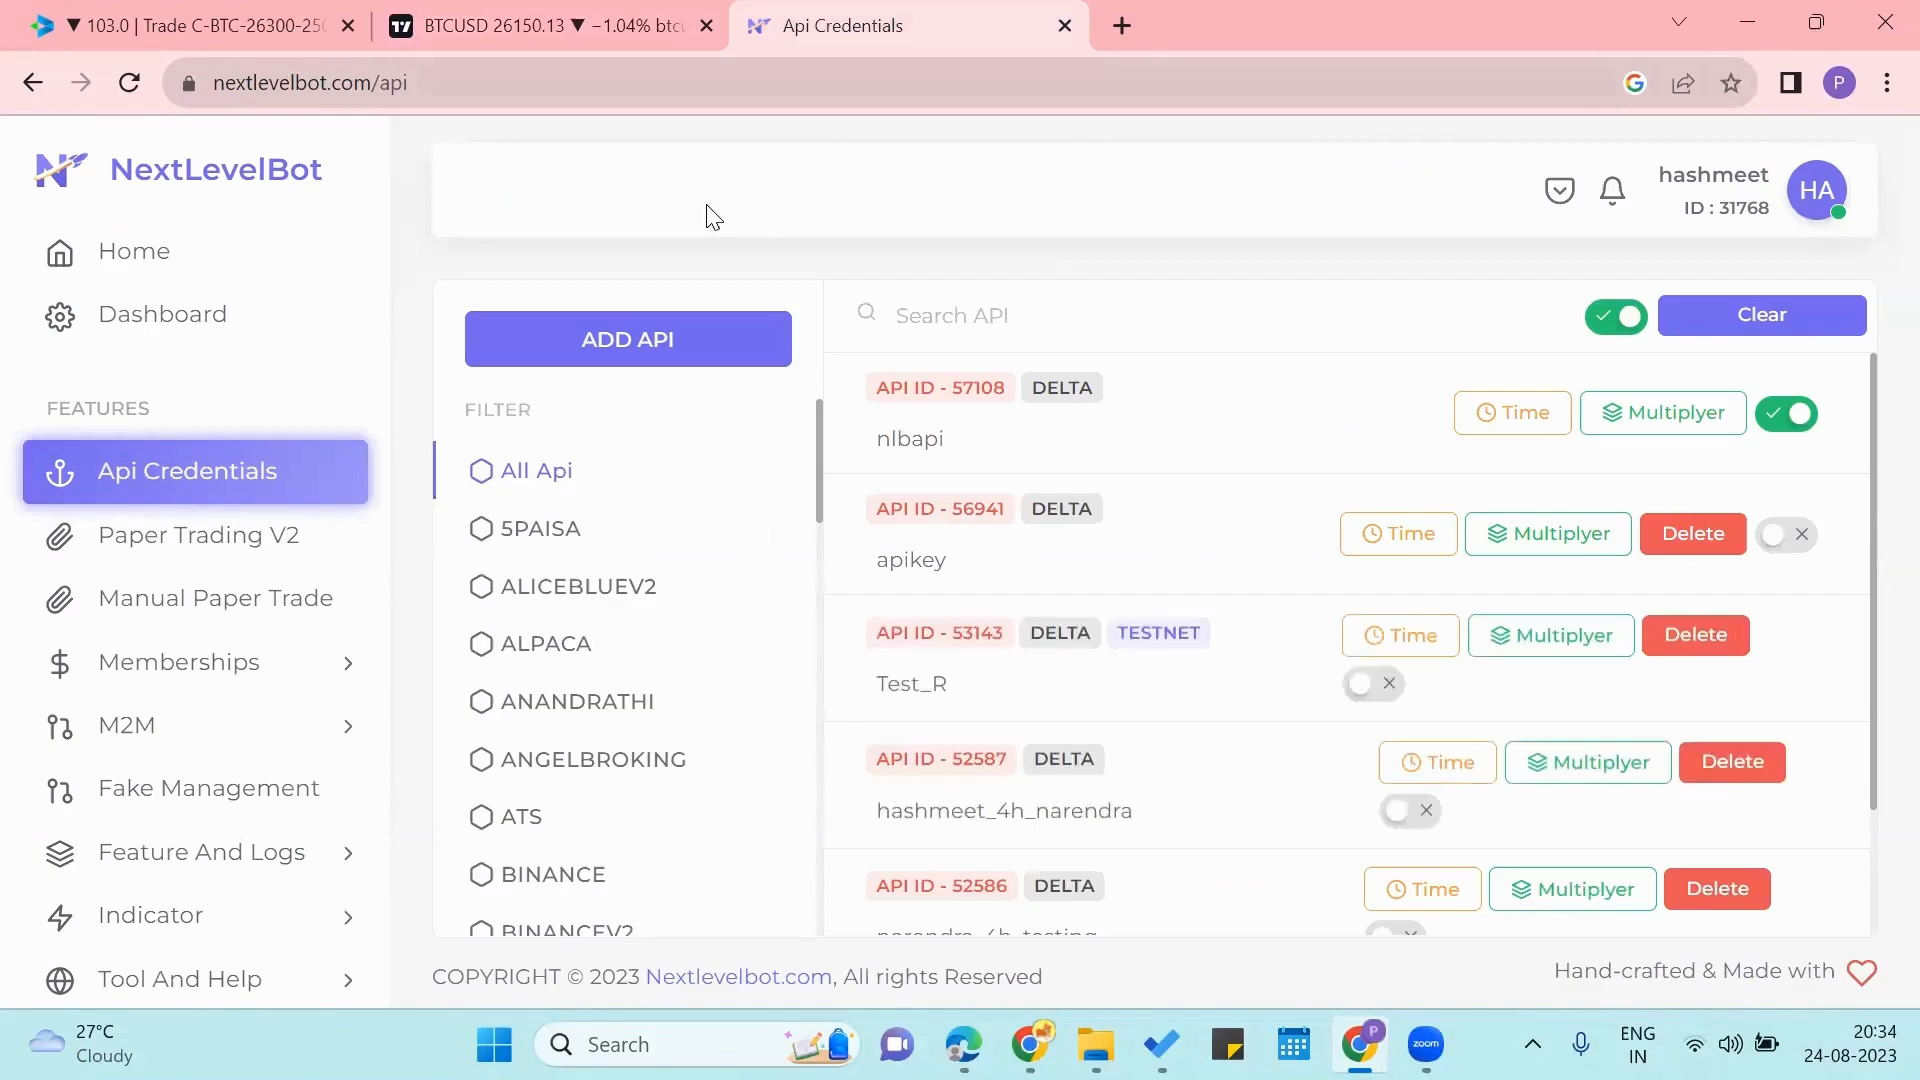 ▼ 103.0 | Trade C-BTC-26300-250
BTCUSD 26150.13 ▼ −1.04% btcu
Api Credentials
nextlevelbot.com/api
P
NextLevelBot
hashmeet
ID : 31768
HA
Home
Dashboard
FEATURES
Api Credentials
Paper Trading V2
Manual Paper Trade
Memberships
M2M
Fake Management
Feature And Logs
Indicator
Tool And Help
ADD API
FILTER
All Api
5PAISA
ALICEBLUEV2
ALPACA
ANANDRATHI
ANGELBROKING
ATS
BINANCE
BINANCEV2
Search API
Clear
API ID - 57108 DELTA
nlbapi
Time Multiplyer
API ID - 56941 DELTA
apikey
Time Multiplyer Delete
API ID - 53143 DELTA TESTNET
Test_R
Time Multiplyer Delete
API ID - 52587 DELTA
hashmeet_4h_narendra
Time Multiplyer Delete
API ID - 52586 DELTA
narendra_4h_testing
Time Multiplyer Delete
COPYRIGHT © 2023 Nextlevelbot.com, All rights Reserved
Hand-crafted & Made with
27°C
Cloudy
Search
P
zoom
ENG
IN
20:34
24-08-2023